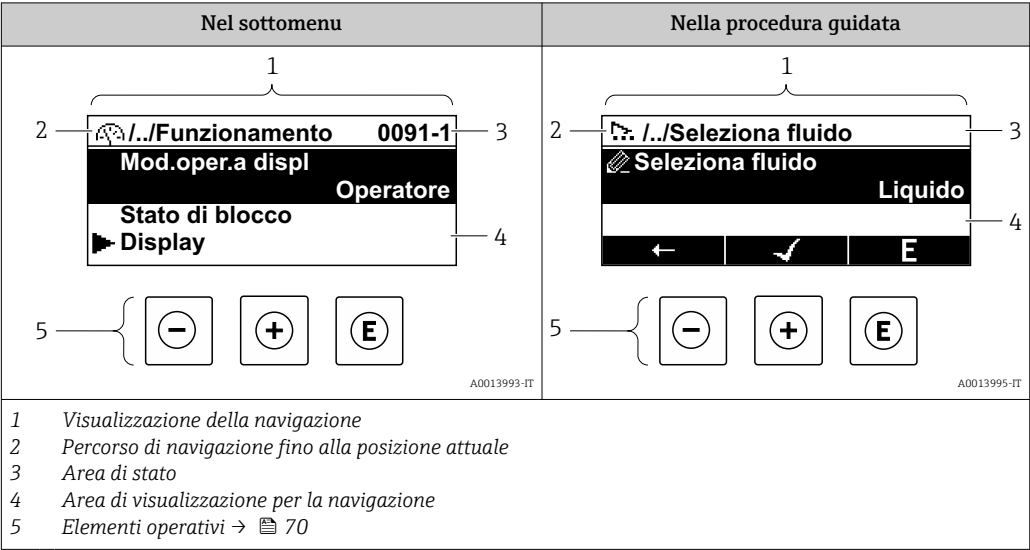 Nel sottomenu
Nella procedura guidata
1
2
/../Funzionamento 0091-1
3
Mod.oper.a displ
Operatore
Stato di blocco
Display
4
5
- + E
A0013993-IT
1
2
/../Seleziona fluido
3
Seleziona fluido
Liquido
4
← ✓ E
5
- + E
A0013995-IT
1 Visualizzazione della navigazione
2 Percorso di navigazione fino alla posizione attuale
3 Area di stato
4 Area di visualizzazione per la navigazione
5 Elementi operativi → 70